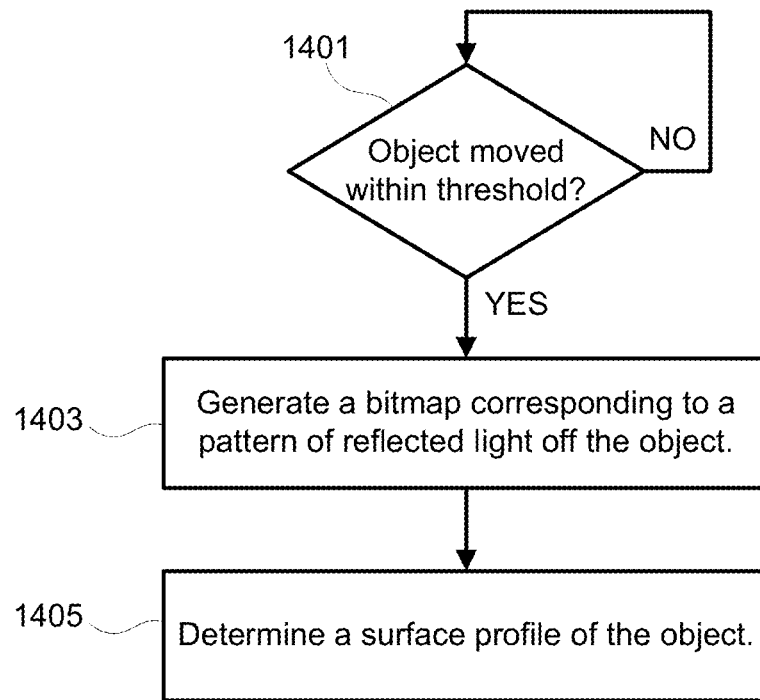 1401
Object moved
within threshold?
NO
YES
1403
Generate a bitmap corresponding to a
pattern of reflected light off the object.
1405
Determine a surface profile of the object.